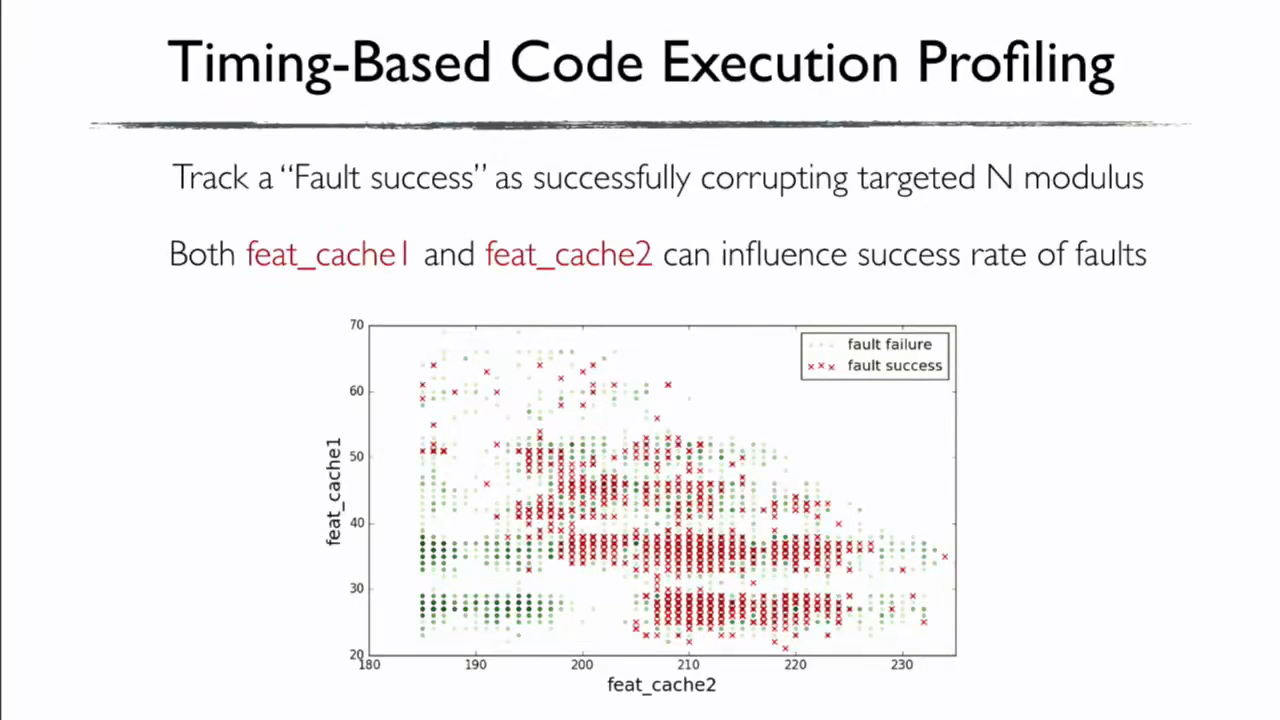 Timing-Based Code Execution Profiling
Track a “Fault success” as successfully corrupting targeted N modulus
Both feat_cache1 and feat_cache2 can influence success rate of faults
fault failure
fault success
70
60
50
40
30
20
feat_cache1
180 190 200 210 220 230
feat_cache2